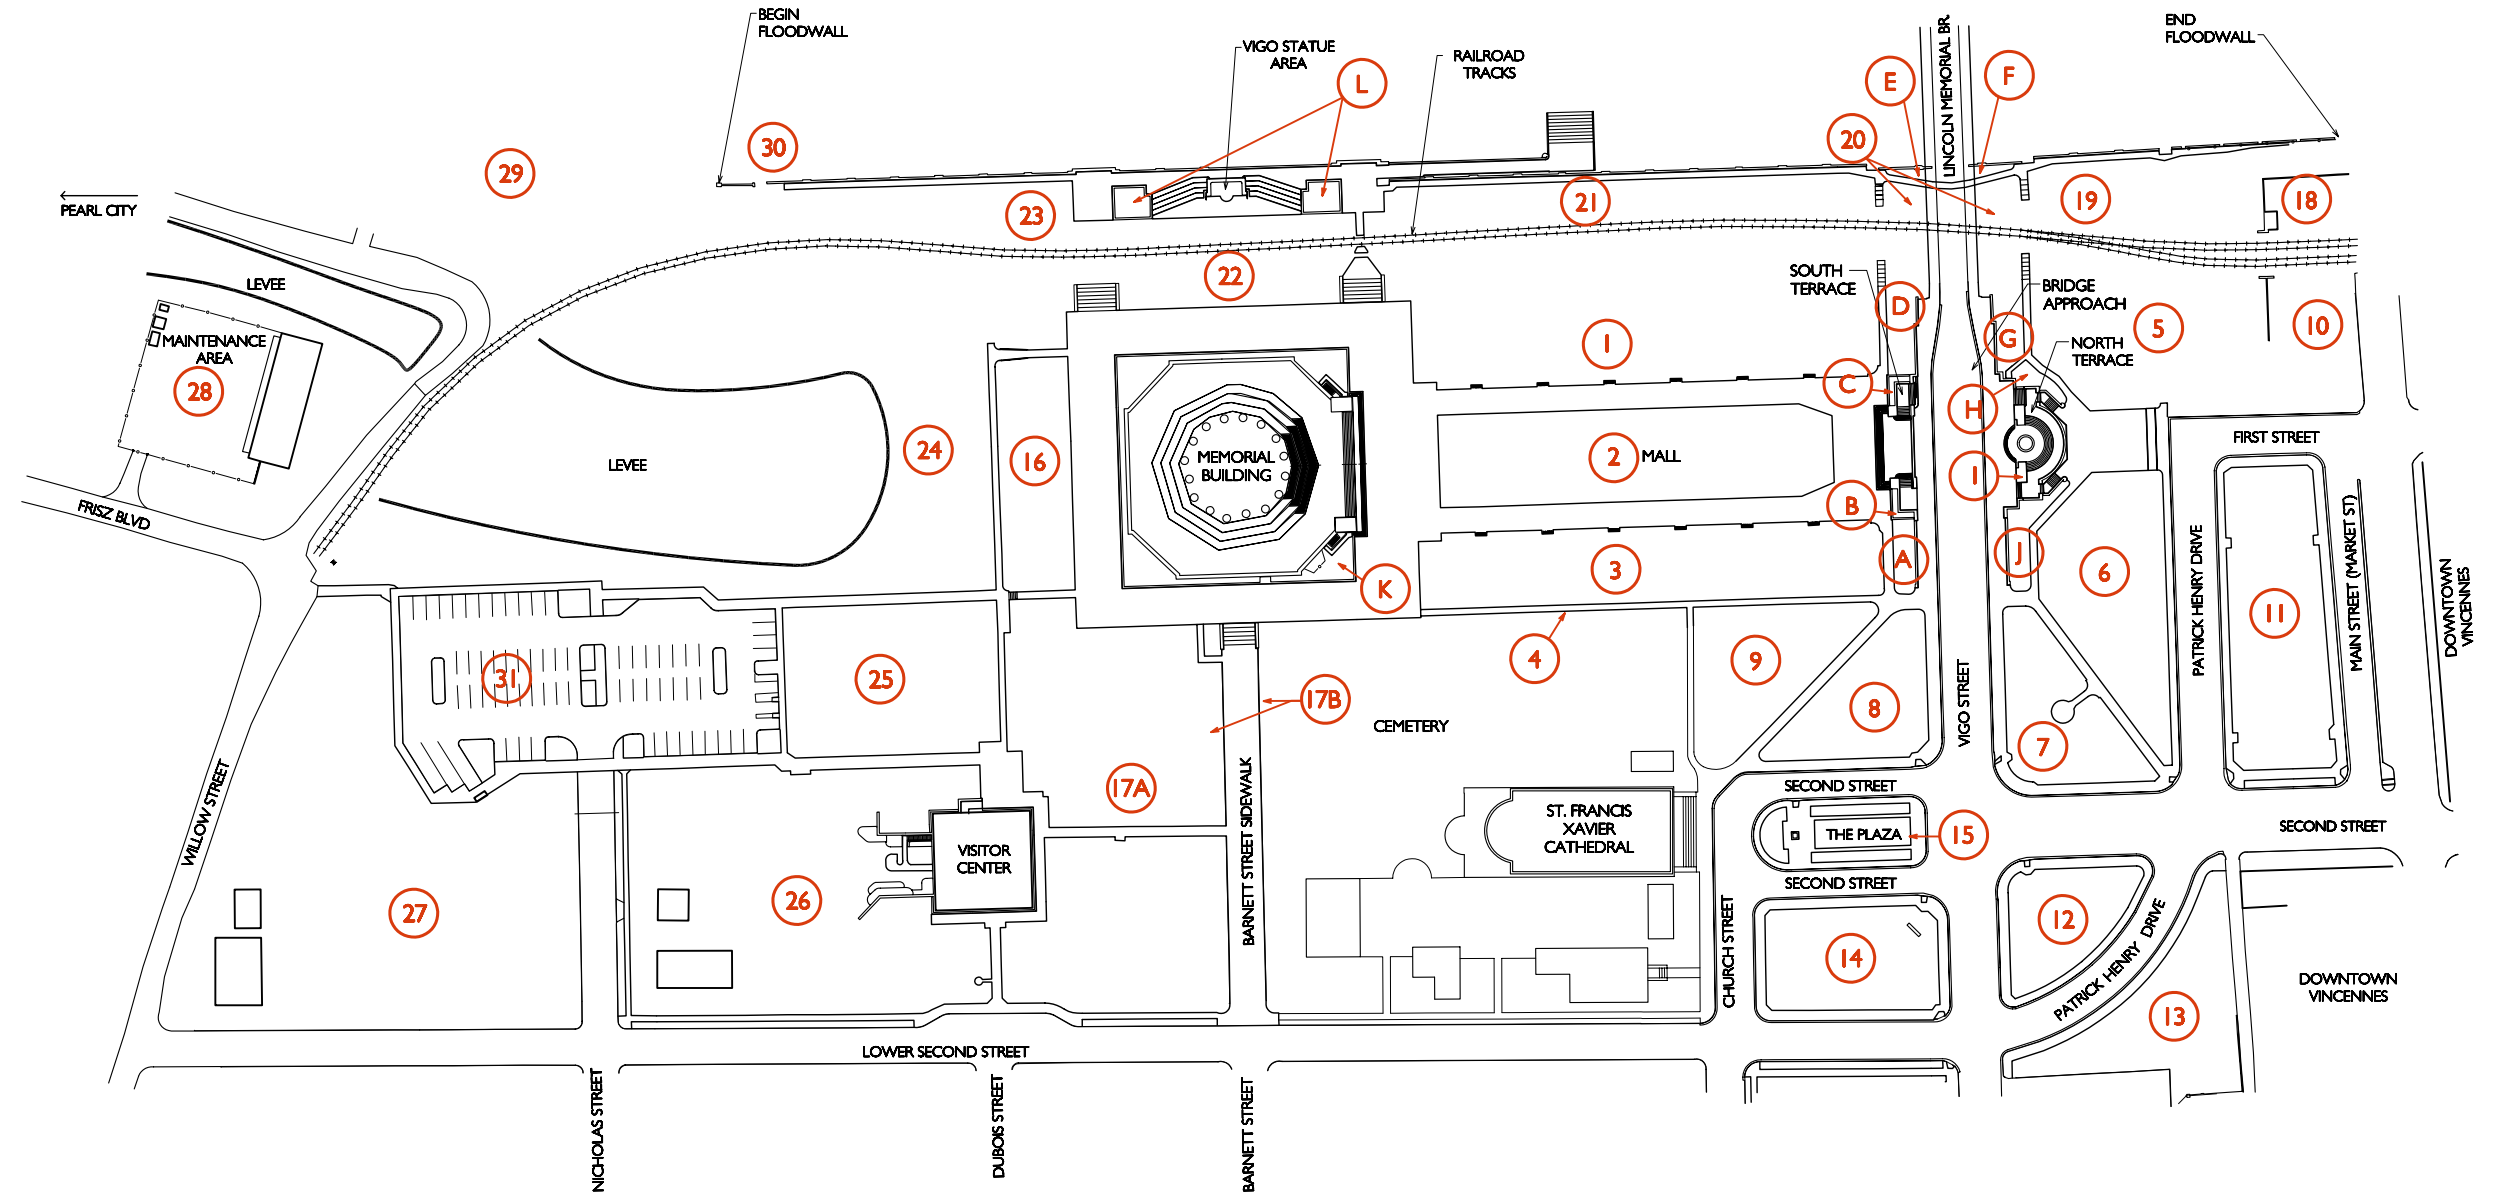 BEGIN
FLOODWALL
VIGO STATUE
AREA
RAILROAD
TRACKS
L
E
LINCOLN MEMORIAL BR.
F
END
FLOODWALL
30
29
20
PEARL CITY
23
21
19
18
LEVEE
22
SOUTH
TERRACE
D
BRIDGE
APPROACH
5
10
MAINTENANCE
AREA
28
1
G
NORTH
TERRACE
C
H
FIRST STREET
24
16
MEMORIAL
BUILDING
2
MALL
LEVEE
I
B
FRISZ BLVD
A
J
3
K
6
PATRICK HENRY DRIVE
11
MAIN STREET (MARKET ST)
DOWNTOWN
VINCENNES
31
25
4
9
17B
CEMETERY
8
VIGO STREET
7
17A
BARNETT STREET SIDEWALK
SECOND STREET
WILLOW STREET
ST. FRANCIS
XAVIER
CATHEDRAL
THE PLAZA
15
SECOND STREET
VISITOR
CENTER
SECOND STREET
27
26
CHURCH STREET
14
12
PATRICK HENRY DRIVE
DOWNTOWN
VINCENNES
13
LOWER SECOND STREET
NICHOLAS STREET
DUBOIS STREET
BARNETT STREET